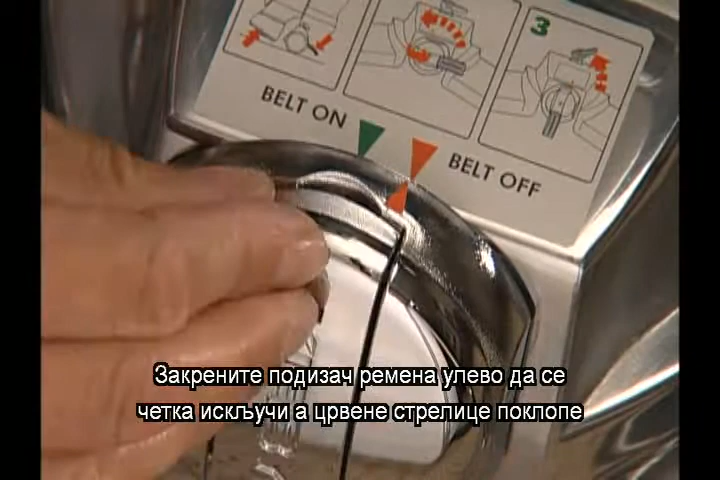 3
BELT ON
BELT OFF
Закрените подизач ремена улево да се
четка искључи а црвене стрелице поклопе